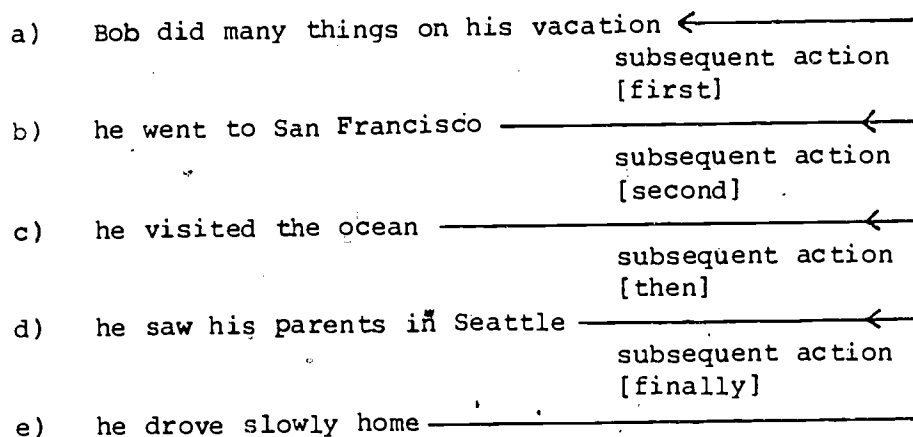 a) Bob did many things on his vacation
subsequent action
[first]
b) he went to San Francisco
subsequent action
[second]
c) he visited the ocean
subsequent action
[then]
d) he saw his parents in Seattle
subsequent action
[finally]
e) he drove slowly home